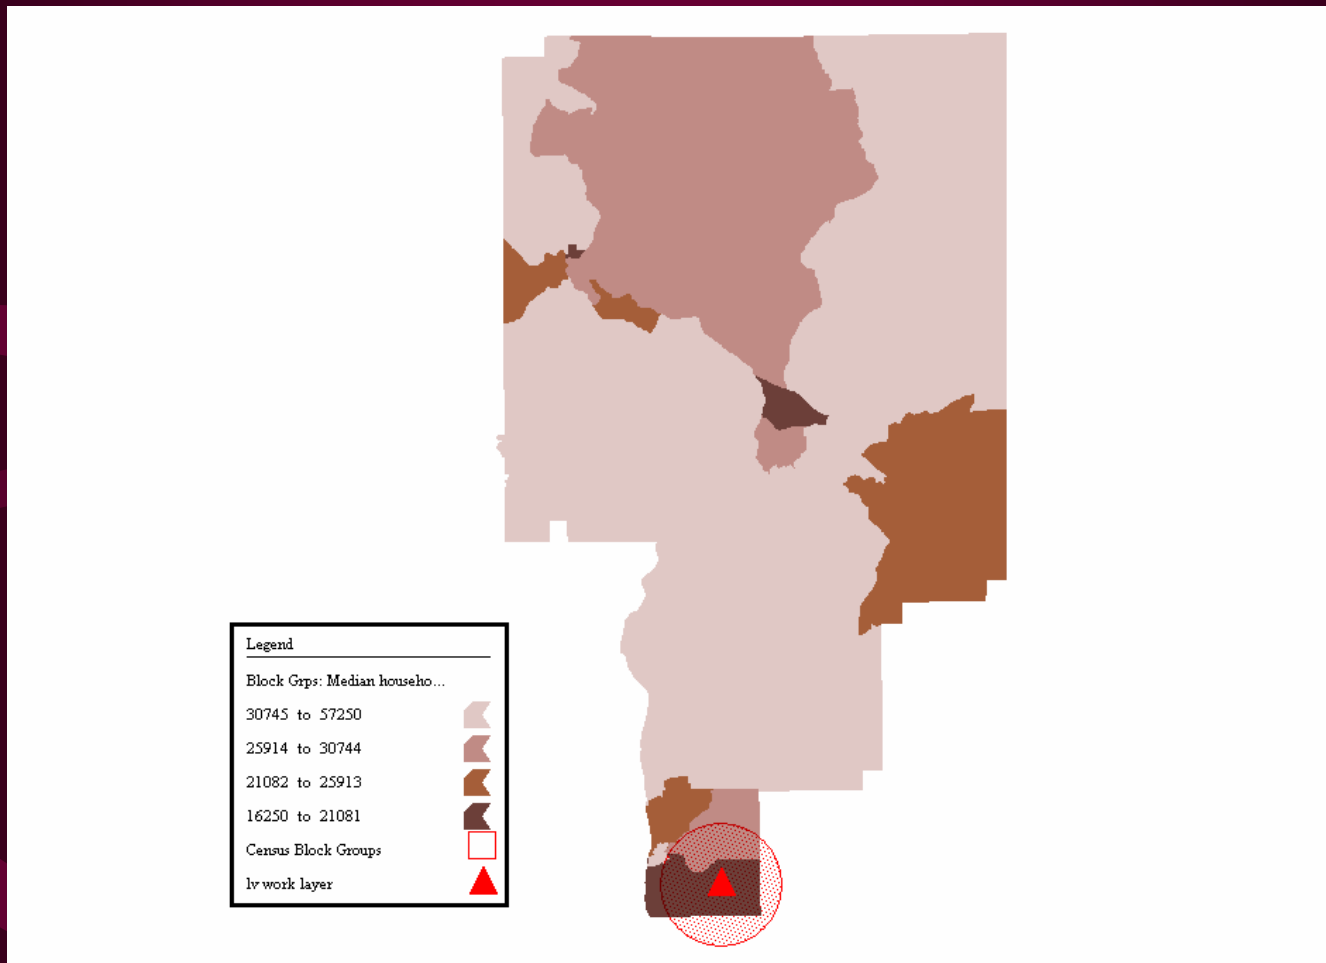 Legend
Block Grps: Median househo...
30745 to 57250
25914 to 30744
21082 to 25913
16250 to 21081
Census Block Groups
lv work layer